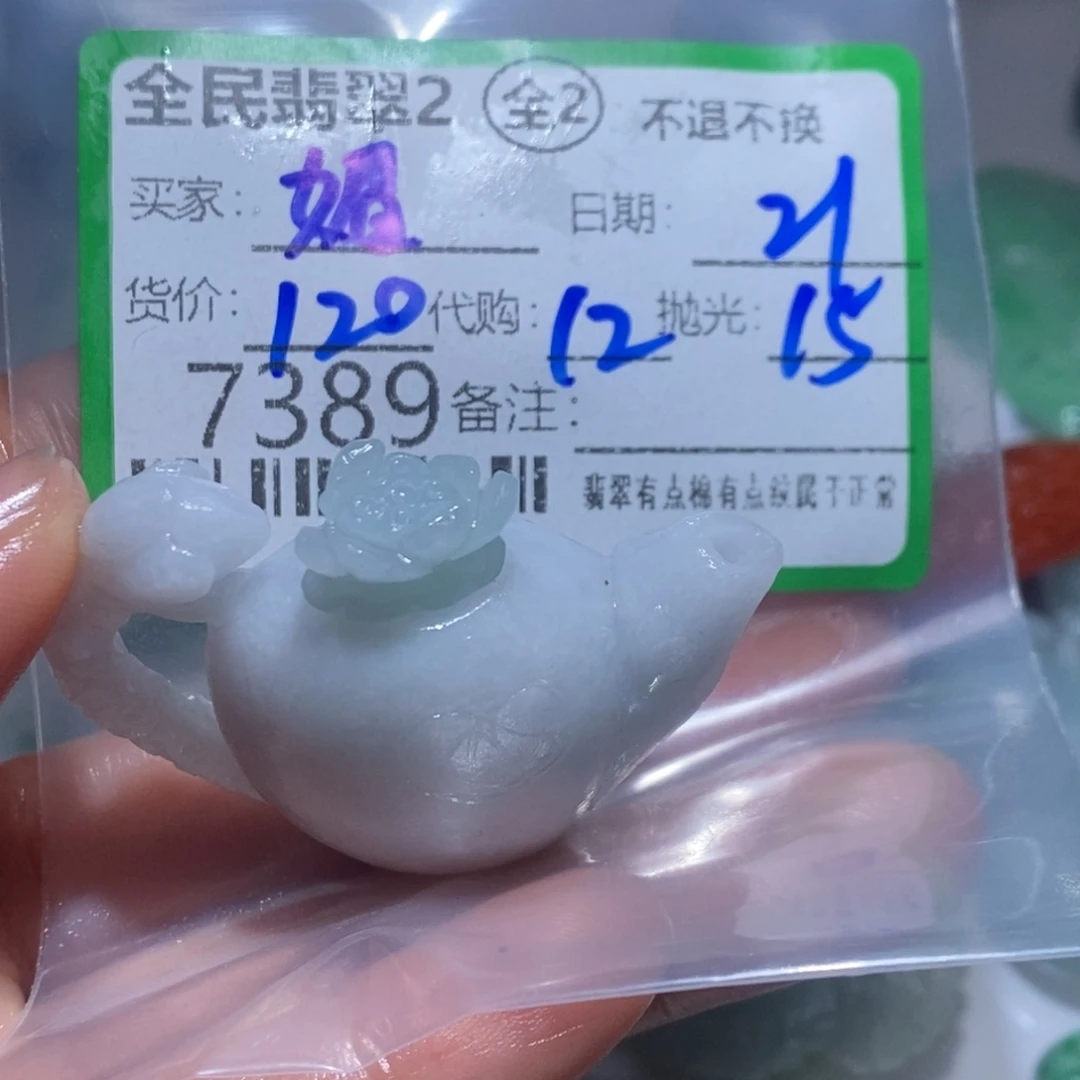 全民翡翠2 全2 不退不换
买家: 姐 日期: 21
货价: 120 代购: 12 抛光: 15
7389 备注:
翡翠有点棉有点纹属于正常